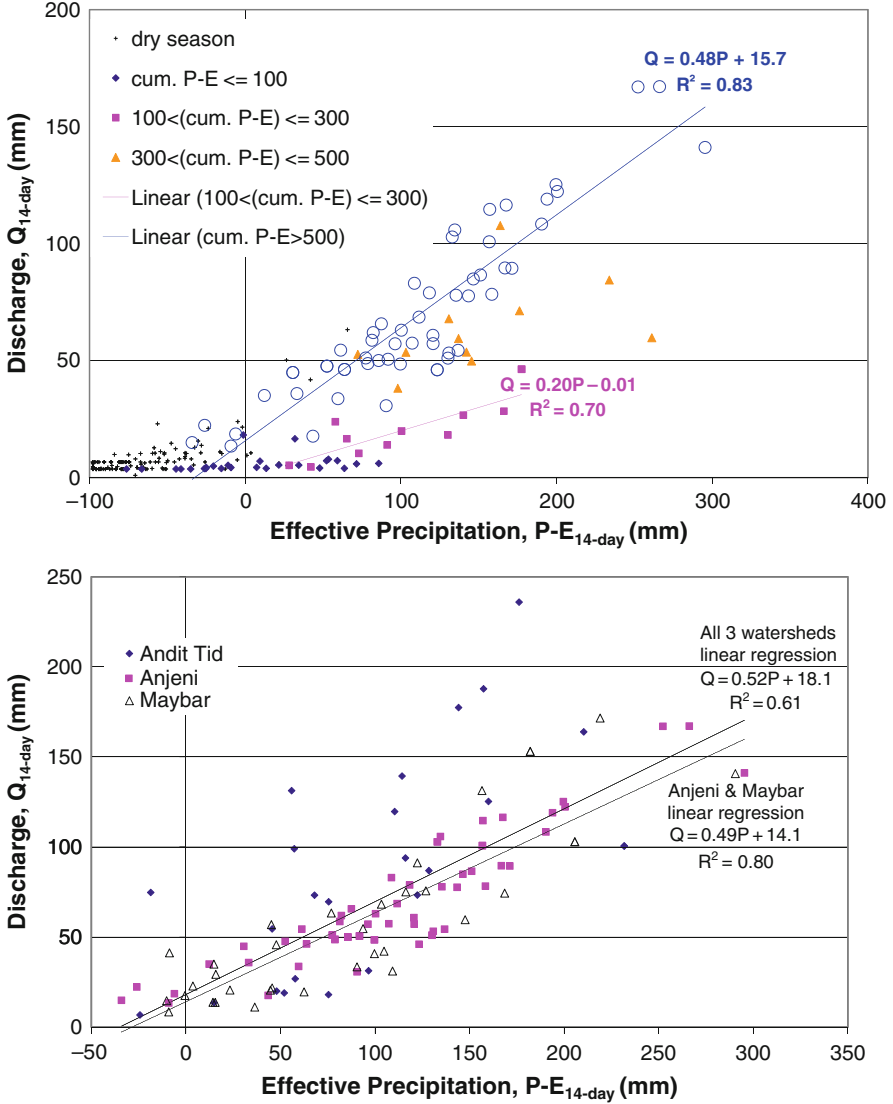 200
150
100
50
0
−100
0
100
200
300
400
Discharge, Q14-day (mm)
Effective Precipitation, P-E14-day (mm)
dry season
cum. P-E <= 100
100<(cum. P-E) <= 300
300<(cum. P-E) <= 500
Linear (100<(cum. P-E) <= 300)
Linear (cum. P-E>500)
Q = 0.48P + 15.7
R² = 0.83
Q = 0.20P−0.01
R² = 0.70
250
200
150
100
50
0
−50
0
50
100
150
200
250
300
350
Discharge, Q14-day (mm)
Effective Precipitation, P-E14-day (mm)
Andit Tid
Anjeni
Maybar
All 3 watersheds
linear regression
Q = 0.52P + 18.1
R² = 0.61
Anjeni & Maybar
linear regression
Q = 0.49P + 14.1
R² = 0.80